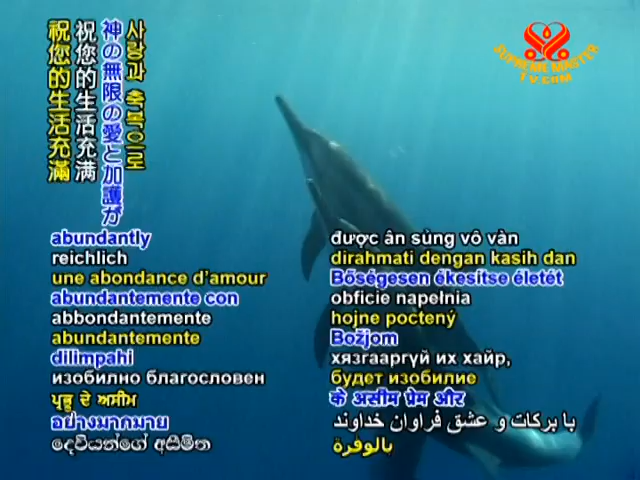 祝您的生活充滿
祝您的生活充满
神の無限の愛と加護が
사랑과 축복으로
SUPREME MASTER
TV.COM
abundantly
reichlich
une abondance d'amour
abundantemente con
abbondantemente
abundantemente
dilimpahi
изобилно благословен
ਪ੍ਰਭੂ ਦੇ ਅਸੀਮ
อย่างมากมาย
දෙවියන්ගේ අසීමිත
được ân sủng vô vàn
dirahmati dengan kasih dan
Bőségesen ékesítse életét
obficie napełnia
hojne poctený
Božjom
хязгааргүй их хайр,
будет изобилие
के असीम प्रेम और
با برکات و عشق فراوان خداوند
بالوفرة